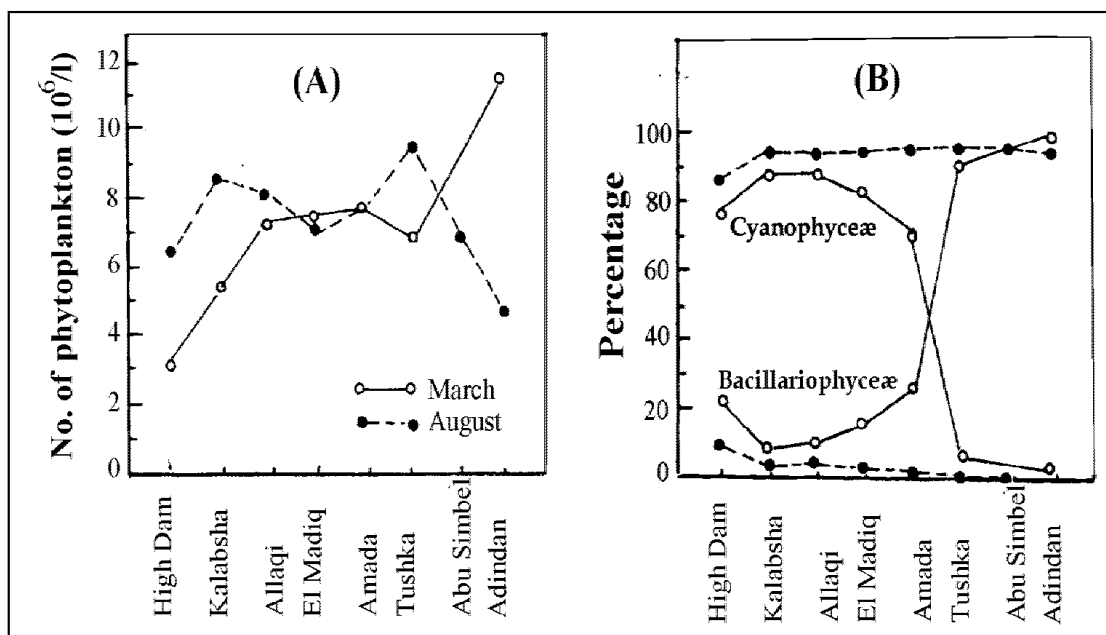 (A)
No. of phytoplankton (10⁶/l)
12
10
8
6
4
2
0
March
August
High Dam
Kalabsha
Allaqi
El Madiq
Amada
Tushka
Abu Simbel
Adindan
(B)
Percentage
100
80
60
40
20
0
Cyanophyceæ
Bacillariophyceæ
High Dam
Kalabsha
Allaqi
El Madiq
Amada
Tushka
Abu Simbel
Adindan